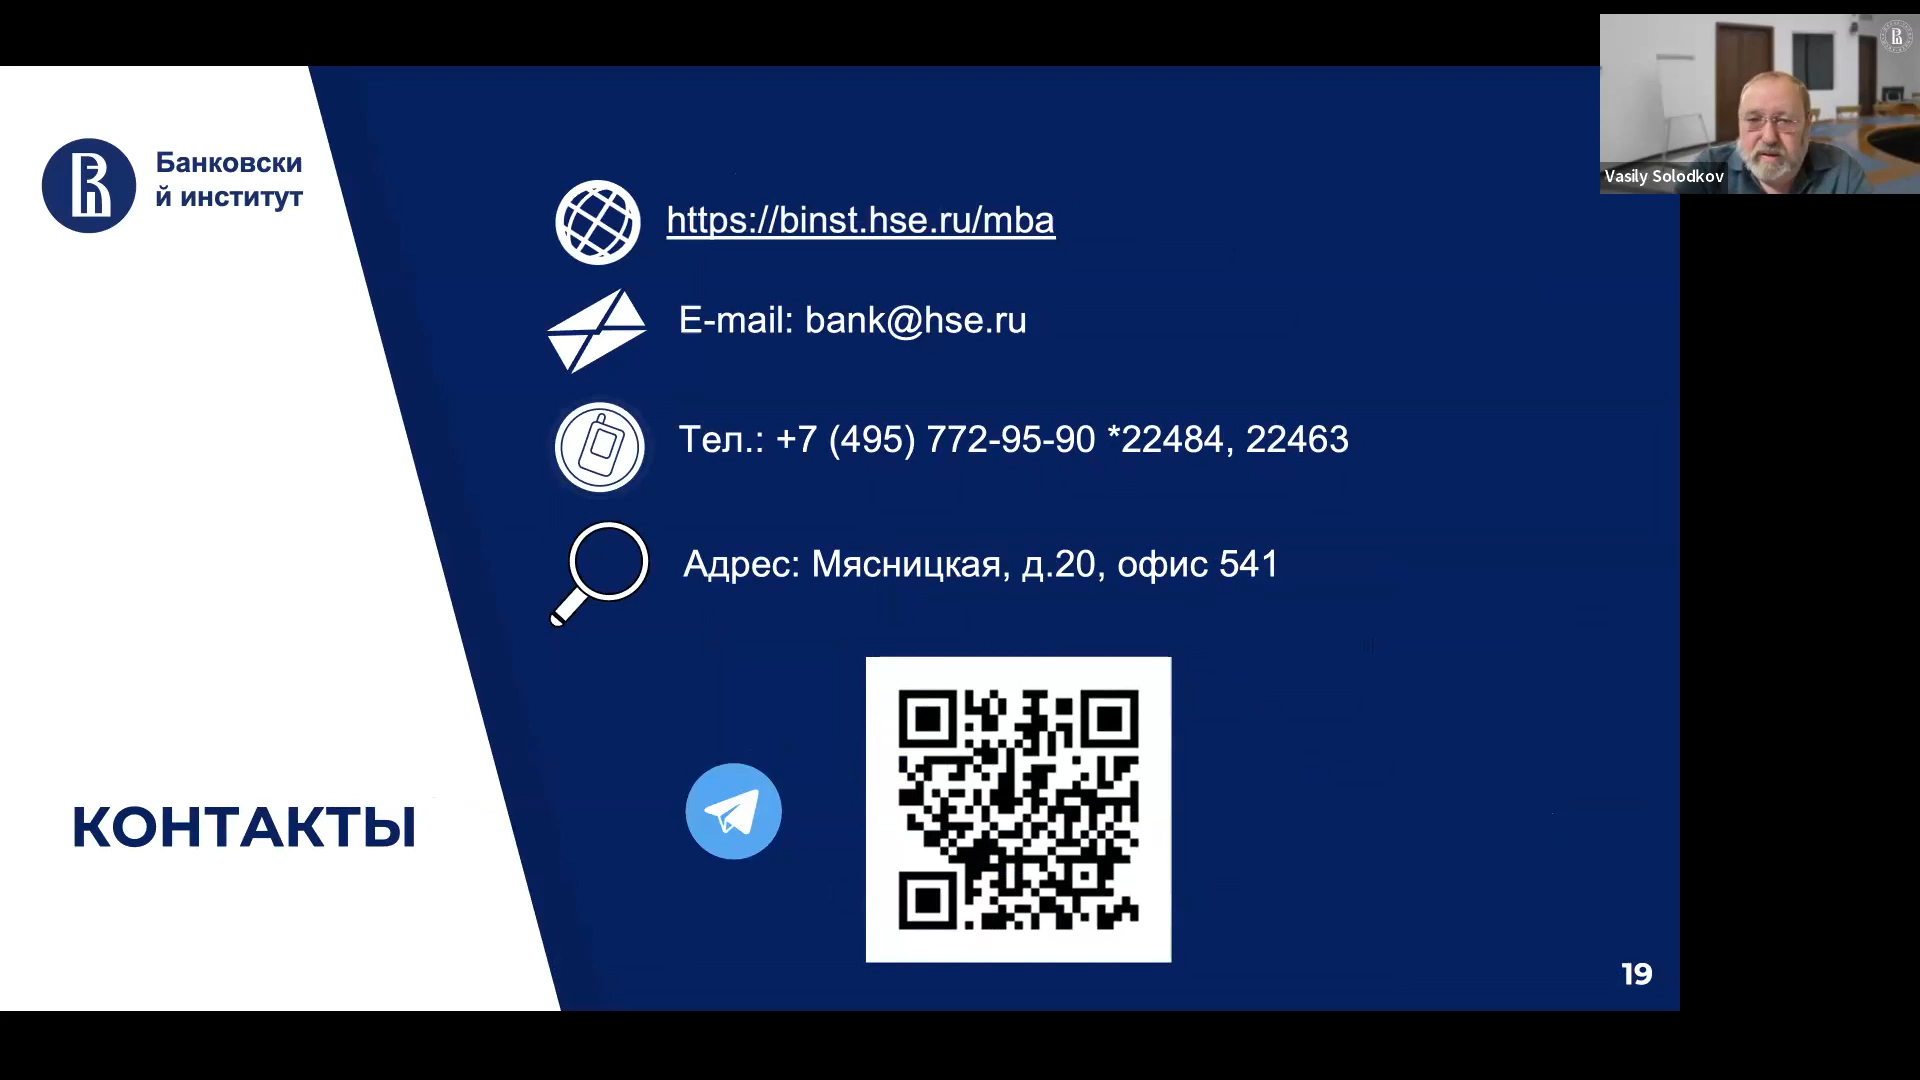 Банковски
й институт
https://binst.hse.ru/mba
E-mail: bank@hse.ru
Тел.: +7 (495) 772-95-90 *22484, 22463
Адрес: Мясницкая, д.20, офис 541
КОНТАКТЫ
19
Vasily Solodkov